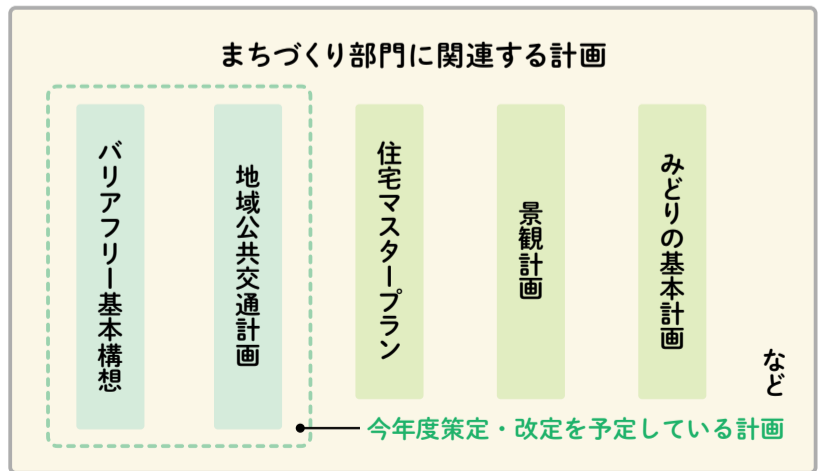 まちづくり部門に関連する計画
バリアフリー基本構想
地域公共交通計画
住宅マスタープラン
景観計画
みどりの基本計画
など
今年度策定・改定を予定している計画